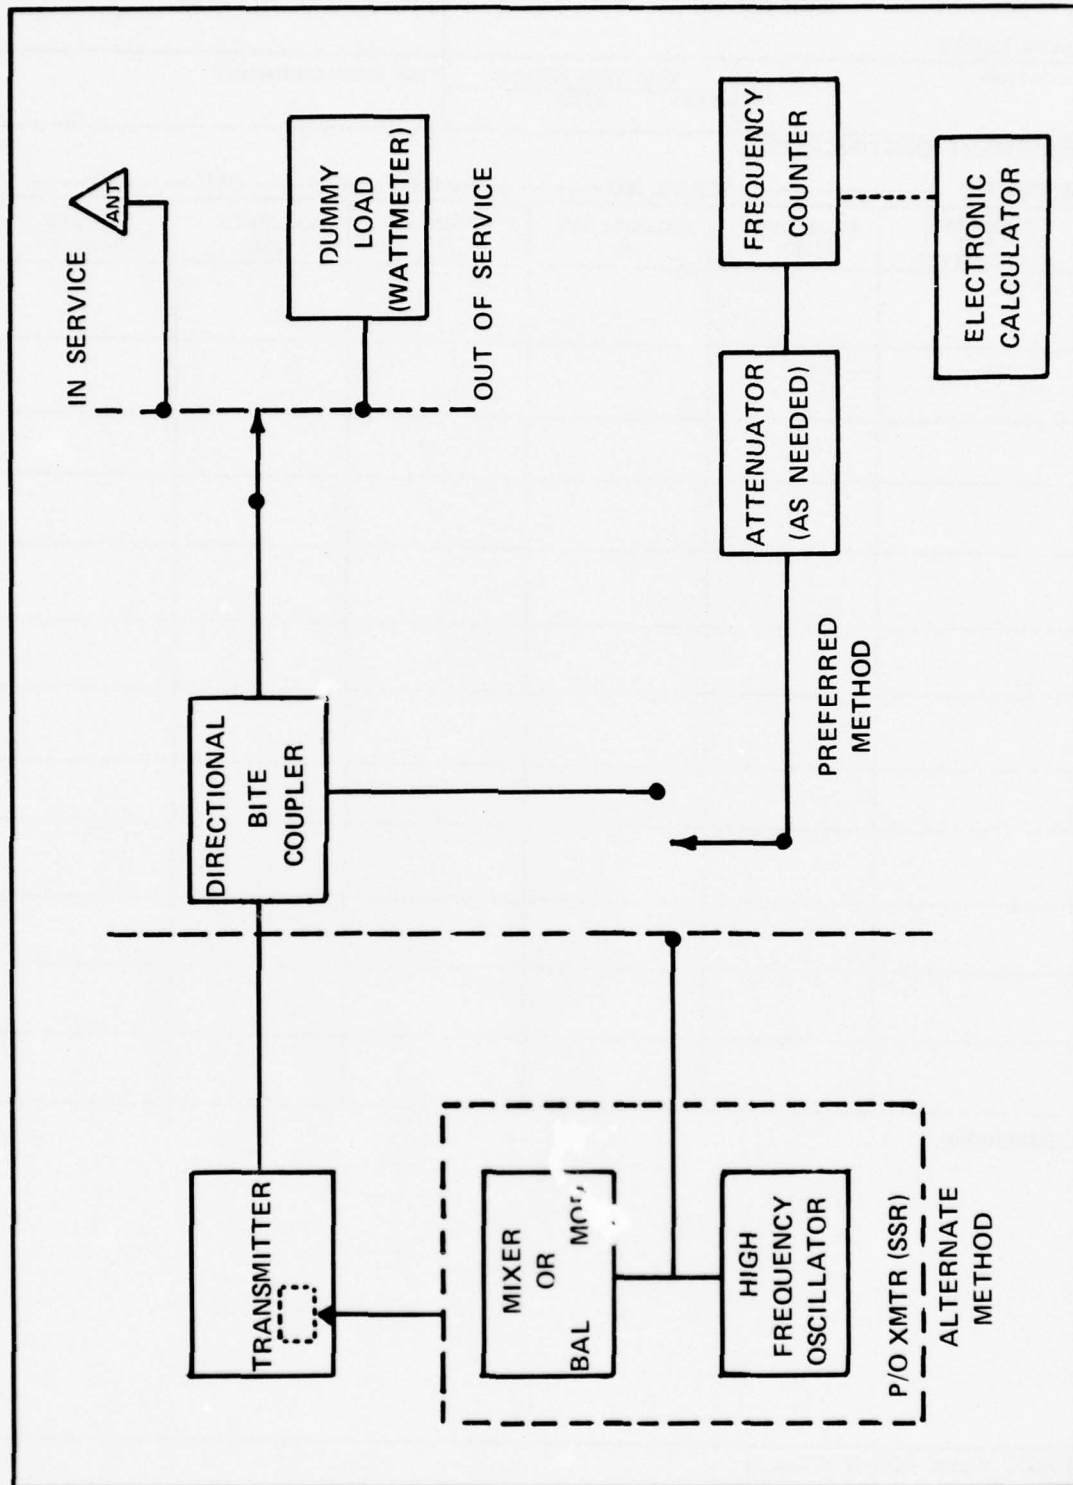 IN SERVICE
ANT
DUMMY
LOAD
(WATTMETER)
OUT OF SERVICE
TRANSMITTER
DIRECTIONAL
BITE
COUPLER
MIXER
OR
BAL
HIGH
FREQUENCY
OSCILLATOR
P/O XMTR (SSR)
ALTERNATE
METHOD
PREFERRED
METHOD
ATTENUATOR
(AS NEEDED)
FREQUENCY
COUNTER
ELECTRONIC
CALCULATOR